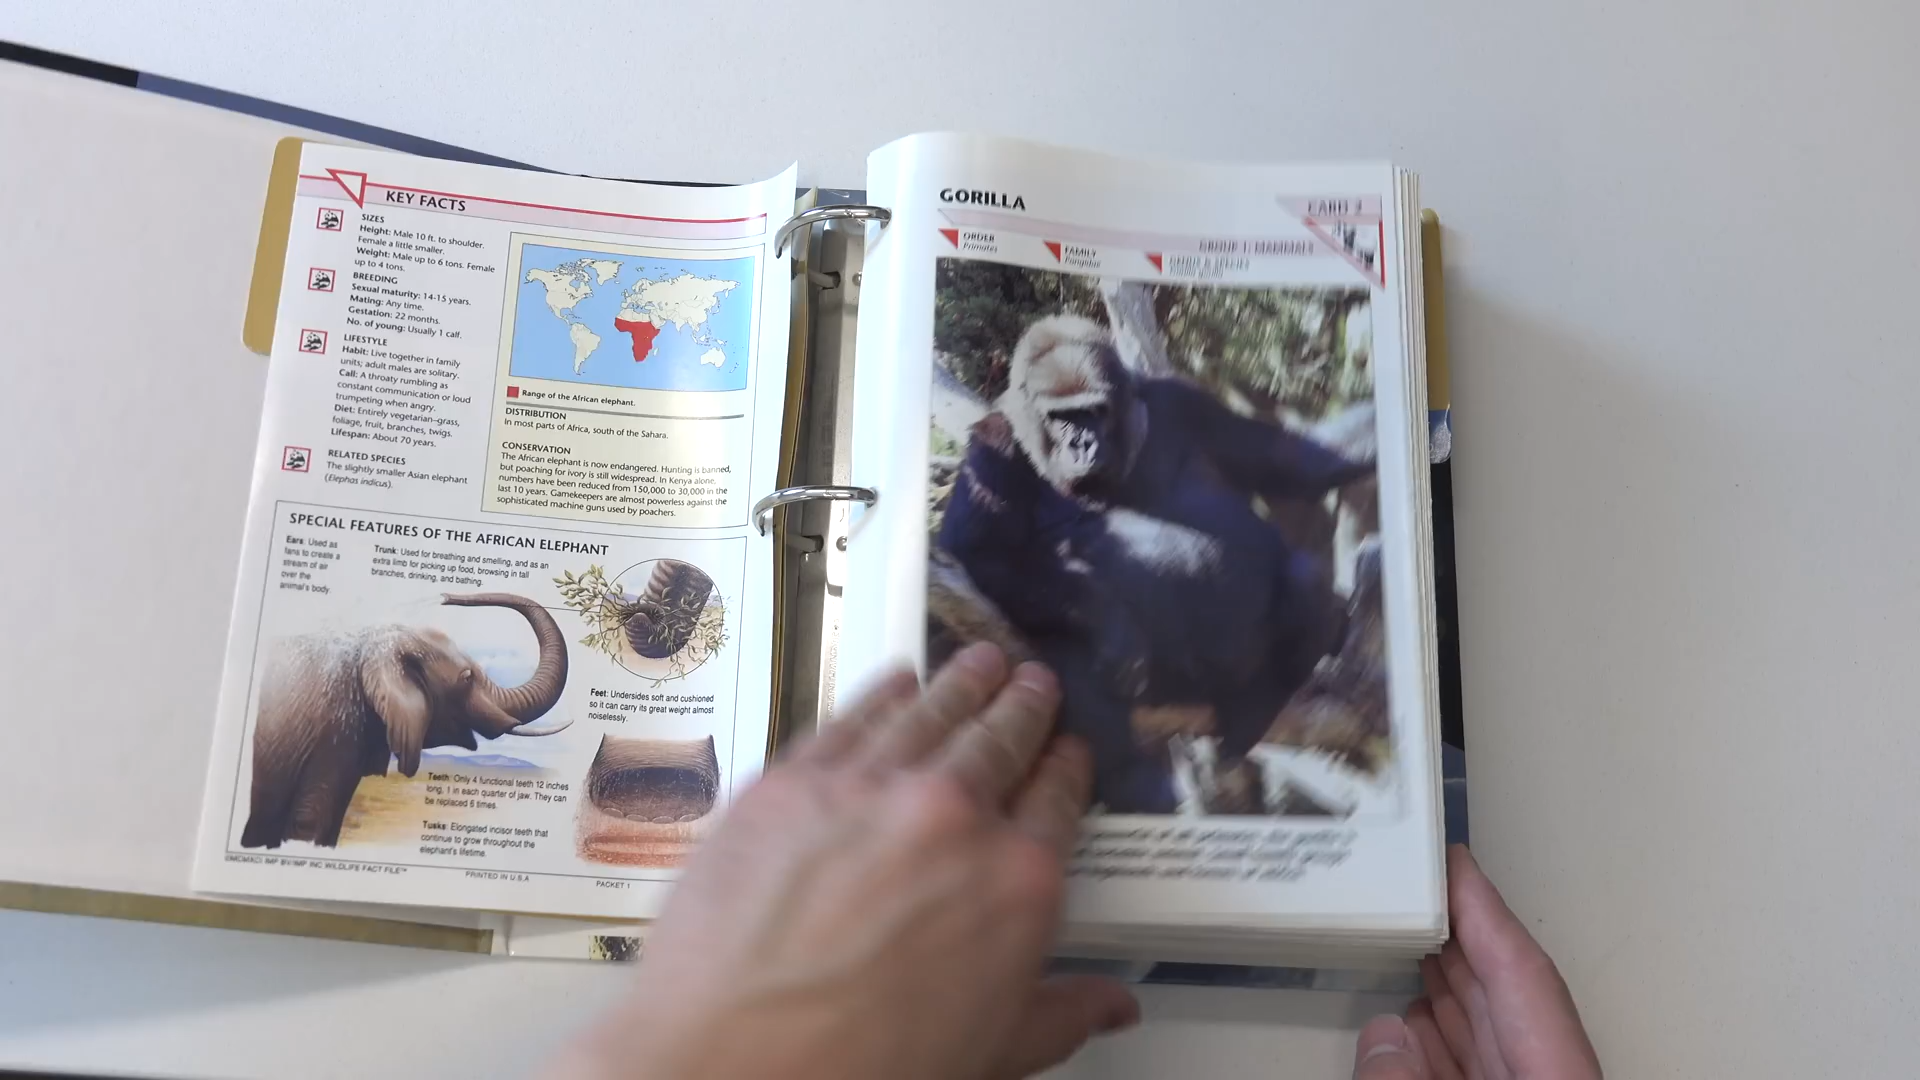 KEY FACTS
SIZES
Height: Male 10 ft. to shoulder.
Female a little smaller.
Weight: Male up to 6 tons. Female
up to 4 tons.
BREEDING
Sexual maturity: 14-15 years.
Mating: Any time.
Gestation: 22 months.
No. of young: Usually 1 calf.
LIFESTYLE
Habit: Live together in family
units; adult males are solitary.
Call: A throaty rumbling as
constant communication or loud
trumpeting when angry.
Diet: Entirely vegetarian–grass,
foliage, fruit, branches, twigs.
Lifespan: About 70 years.
RELATED SPECIES
The slightly smaller Asian elephant
(Elephas indicus).
Range of the African elephant.
DISTRIBUTION
In most parts of Africa, south of the Sahara.
CONSERVATION
The African elephant is now endangered. Hunting is banned,
but poaching for ivory is still widespread. In Kenya alone,
numbers have been reduced from 150,000 to 30,000 in the
last 10 years. Gamekeepers are almost powerless against the
sophisticated machine guns used by poachers.
SPECIAL FEATURES OF THE AFRICAN ELEPHANT
Ears: Used as
fans to create a
stream of air
over the
animal's body.
Trunk: Used for breathing and smelling, and as an
extra limb for picking up food, browsing in tall
branches, drinking, and bathing.
Feet: Undersides soft and cushioned
so it can carry its great weight almost
noiselessly.
Teeth: Only 4 functional teeth 12 inches
long, 1 in each quarter of jaw. They can
be replaced 6 times.
Tusks: Elongated incisor teeth that
continue to grow throughout the
elephant's lifetime.
IMP BV/IMP INC WILDLIFE FACT FILE™
PRINTED IN U.S.A
PACKET 1
GORILLA
CARD
ORDER
Primates
FAMILY
Pongidae
GROUP 1: MAMMALS
GENUS & SPECIES